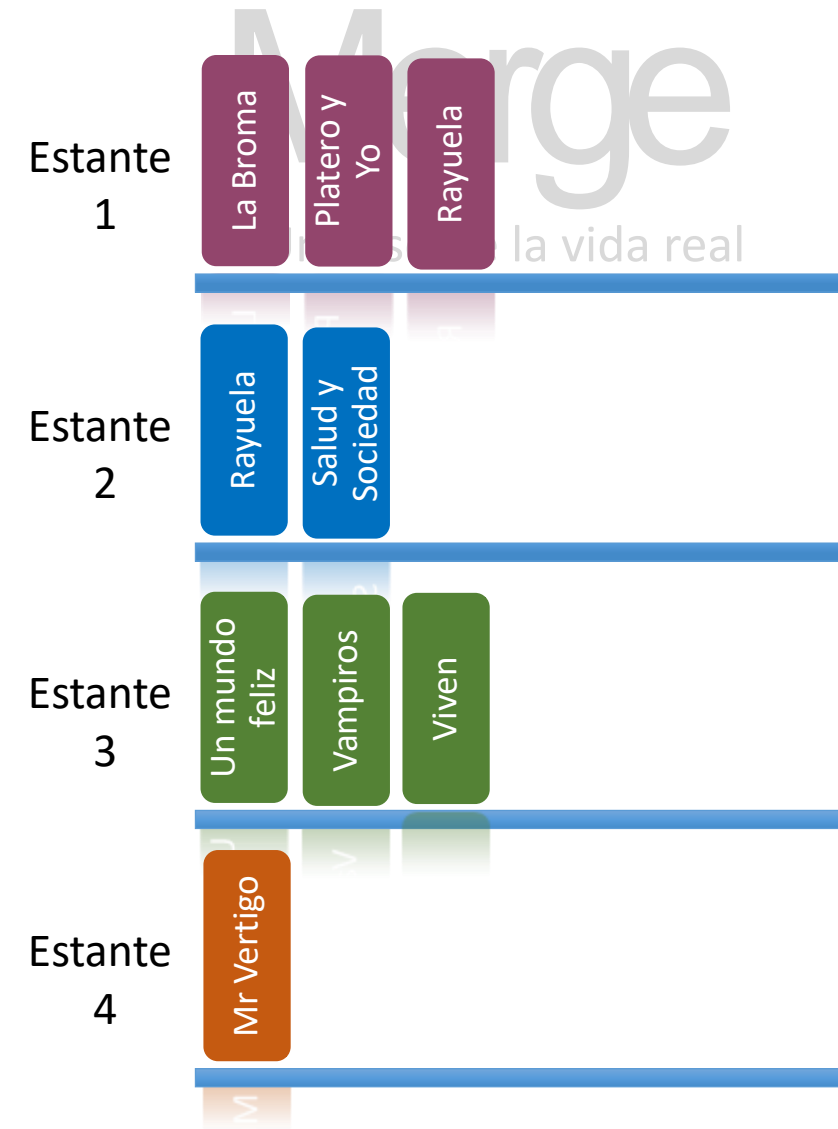 Merge
la vida real
Estante
1
La Broma
Platero y
Yo
Rayuela
Estante
2
Rayuela
Salud y
Sociedad
Estante
3
Un mundo
feliz
Vampiros
Viven
Estante
4
Mr Vertigo